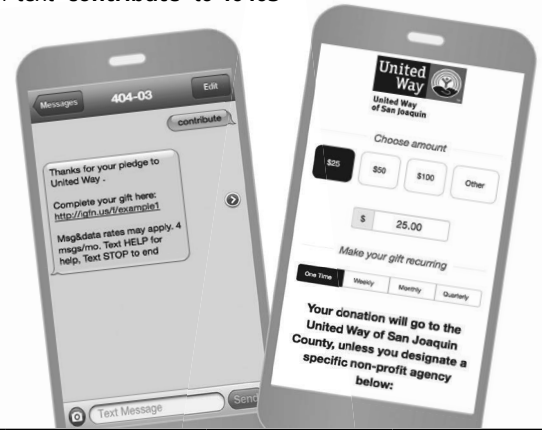 Messages
404-03
Edit
contribute
Thanks for your pledge to
United Way .
Complete your gift here:
http://igfn.us/f/example1
Msg&data rates may apply. 4
msgs/mo. Text HELP for
help, Text STOP to end
Text Message
Send
United
Way
United Way
of San Joaquin
Choose amount
$25
$50
$100
Other
$ 25.00
Make your gift recurring
One Time
Weekly
Monthly
Quarterly
Your donation will go to the
United Way of San Joaquin
County, unless you designate a
specific non-profit agency
below: